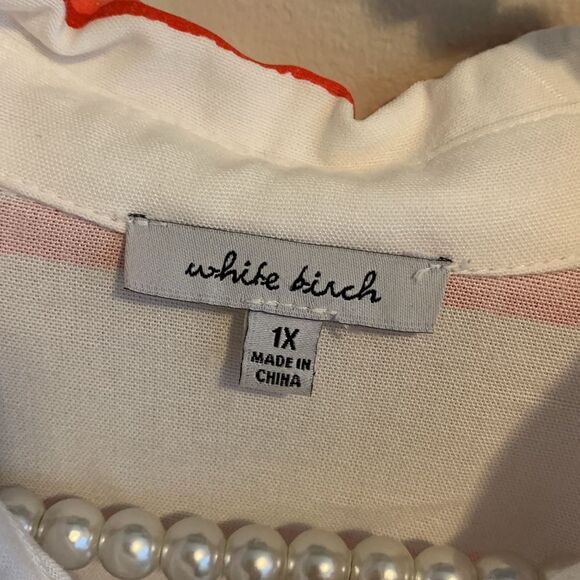 white birch
1X
MADE IN
CHINA